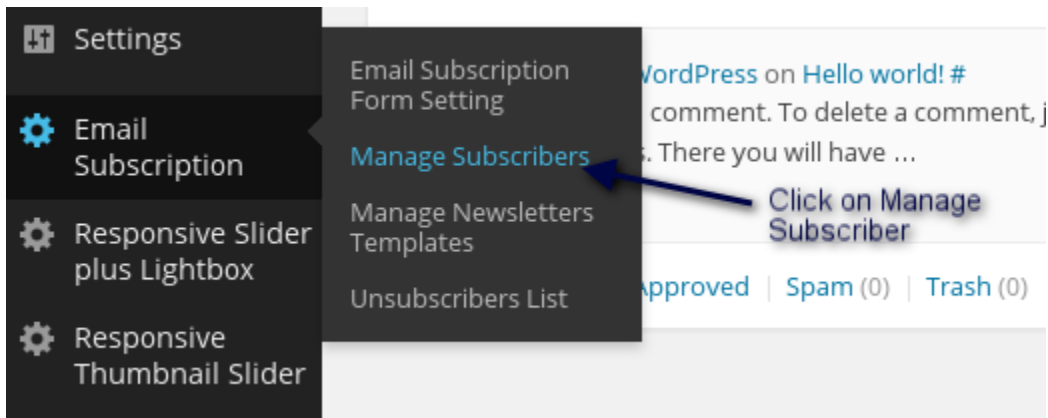 Settings
Email
Subscription
Responsive Slider
plus Lightbox
Responsive
Thumbnail Slider
Email Subscription
Form Setting
Manage Subscribers
Manage Newsletters
Templates
Unsubscribers List
WordPress on Hello world! #
comment. To delete a comment, j
s. There you will have ...
Click on Manage
Subscriber
Approved | Spam (0) | Trash (0)